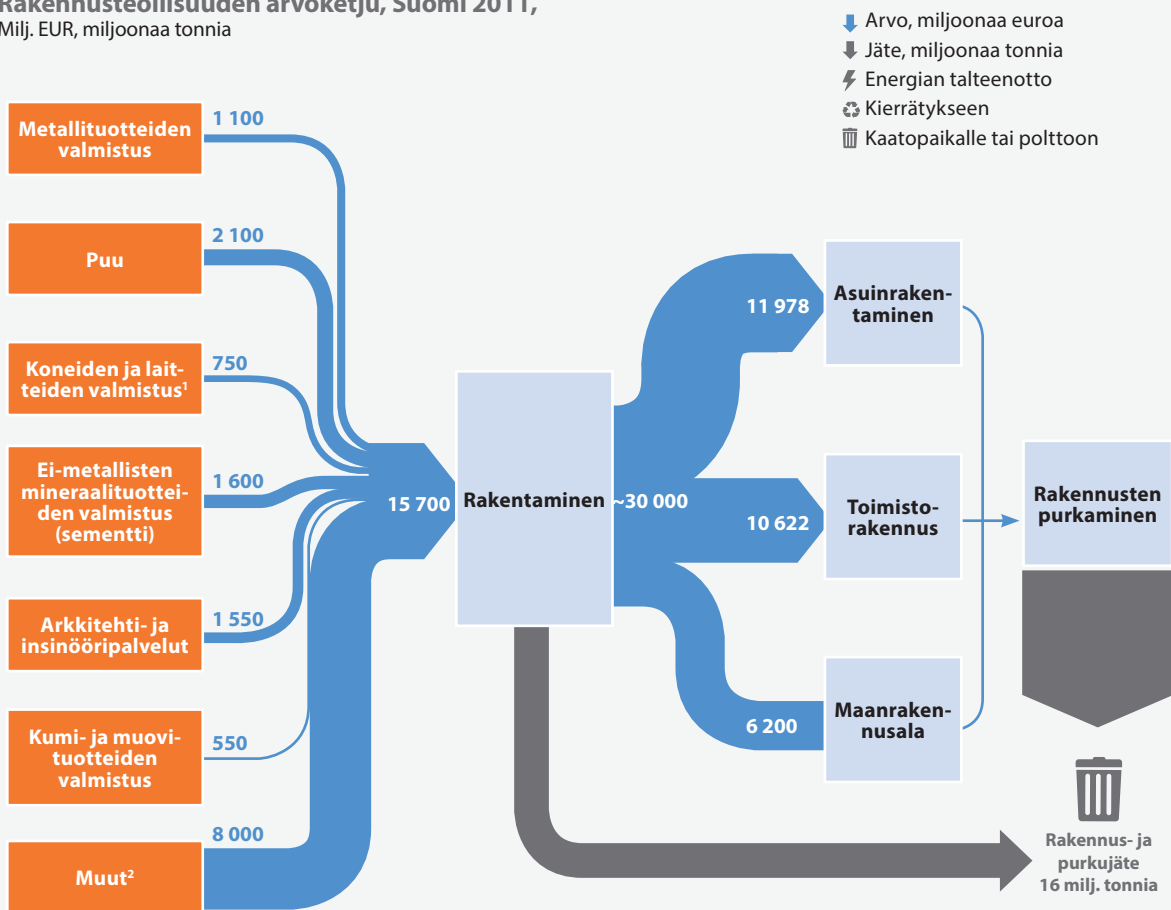 Rakennusteollisuuden arvoketju, Suomi 2011,
Milj. EUR, miljoonaa tonnia
Arvo, miljoonaa euroa
Jäte, miljoonaa tonnia
Energian talteenotto
Kierrätykseen
Kaatopaikalle tai polttoon
Metallituotteiden
valmistus
1 100
Puu
2 100
Koneiden ja lait-
teiden valmistus¹
750
Ei-metallisten
mineraalituottei-
den valmistus
(sementti)
1 600
Arkkitehti- ja
insinööripalvelut
1 550
Kumi- ja muovi-
tuotteiden
valmistus
550
Muut²
8 000
15 700
Rakentaminen
~30 000
11 978
Asuinraken-
taminen
10 622
Toimisto-
rakennus
6 200
Maanraken-
nusala
Rakennusten
purkaminen
Rakennus- ja
purkujäte
16 milj. tonnia